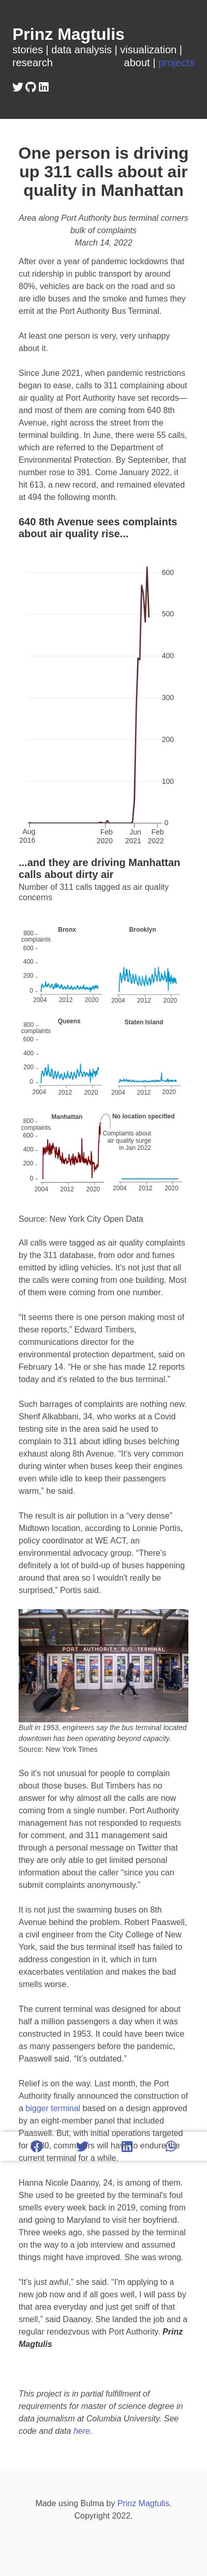 Prinz Magtulis
stories | data analysis | visualization |
research about | projects
One person is driving
up 311 calls about air
quality in Manhattan
Area along Port Authority bus terminal corners
bulk of complaints
March 14, 2022
After over a year of pandemic lockdowns that
cut ridership in public transport by around
80%, vehicles are back on the road and so
are idle buses and the smoke and fumes they
emit at the Port Authority Bus Terminal.
At least one person is very, very unhappy
about it.
Since June 2021, when pandemic restrictions
began to ease, calls to 311 complaining about
air quality at Port Authority have set records—
and most of them are coming from 640 8th
Avenue, right across the street from the
terminal building. In June, there were 55 calls,
which are referred to the Department of
Environmental Protection. By September, that
number rose to 391. Come January 2022, it
hit 613, a new record, and remained elevated
at 494 the following month.
640 8th Avenue sees complaints
about air quality rise...
600
500
400
300
200
100
0
Aug Feb Jun Feb
2016 2020 2021 2022
...and they are driving Manhattan
calls about dirty air
Number of 311 calls tagged as air quality
concerns
Bronx Brooklyn
800
complaints
600
400
200
0
2004 2012 2020 2004 2012 2020
Queens Staten Island
800
complaints
600
400
200
0
2004 2012 2020 2004 2012 2020
Manhattan No location specified
800
complaints
600
400
200
0
Complaints about
air quality surge
in Jan 2022
2004 2012 2020 2004 2012 2020
Source: New York City Open Data
All calls were tagged as air quality complaints
by the 311 database, from odor and fumes
emitted by idling vehicles. It's not just that all
the calls were coming from one building. Most
of them were coming from one number.
“It seems there is one person making most of
these reports,” Edward Timbers,
communications director for the
environmental protection department, said on
February 14. “He or she has made 12 reports
today and it's related to the bus terminal.”
Such barrages of complaints are nothing new.
Sherif Alkabbani, 34, who works at a Covid
testing site in the area said he used to
complain to 311 about idling buses belching
exhaust along 8th Avenue. "It's very common
during winter when buses keep their engines
even while idle to keep their passengers
warm,” he said.
The result is air pollution in a “very dense”
Midtown location, according to Lonnie Portis,
policy coordinator at WE ACT, an
environmental advocacy group. “There's
definitely a lot of build-up of buses happening
around that area so I wouldn't really be
surprised,” Portis said.
PORT AUTHORITY BUS TERMINAL
Built in 1953, engineers say the bus terminal located
downtown has been operating beyond capacity.
Source: New York Times
So it's not unusual for people to complain
about those buses. But Timbers has no
answer for why almost all the calls are now
coming from a single number. Port Authority
management has not responded to requests
for comment, and 311 management said
through a personal message on Twitter that
they are only able to get limited personal
information about the caller “since you can
submit complaints anonymously.”
It is not just the swarming buses on 8th
Avenue behind the problem. Robert Paaswell,
a civil engineer from the City College of New
York, said the bus terminal itself has failed to
address congestion in it, which in turn
exacerbates ventilation and makes the bad
smells worse.
The current terminal was designed for about
half a million passengers a day when it was
constructed in 1953. It could have been twice
as many passengers before the pandemic,
Paaswell said. “It's outdated.”
Relief is on the way. Last month, the Port
Authority finally announced the construction of
a bigger terminal based on a design approved
by an eight-member panel that included
Paaswell. But, with initial operations targeted
for 30, commuters will have to endure the
current terminal for a while.
Hanna Nicole Daanoy, 24, is among of them.
She used to be greeted by the terminal's foul
smells every week back in 2019, coming from
and going to Maryland to visit her boyfriend.
Three weeks ago, she passed by the terminal
on the way to a job interview and assumed
things might have improved. She was wrong.
“It's just awful,” she said. “I'm applying to a
new job now and if all goes well, I will pass by
that area everyday and just get sniff of that
smell,” said Daanoy. She landed the job and a
regular rendezvous with Port Authority. Prinz
Magtulis
This project is in partial fulfillment of
requirements for master of science degree in
data journalism at Columbia University. See
code and data here.
Made using Bulma by Prinz Magtulis.
Copyright 2022.